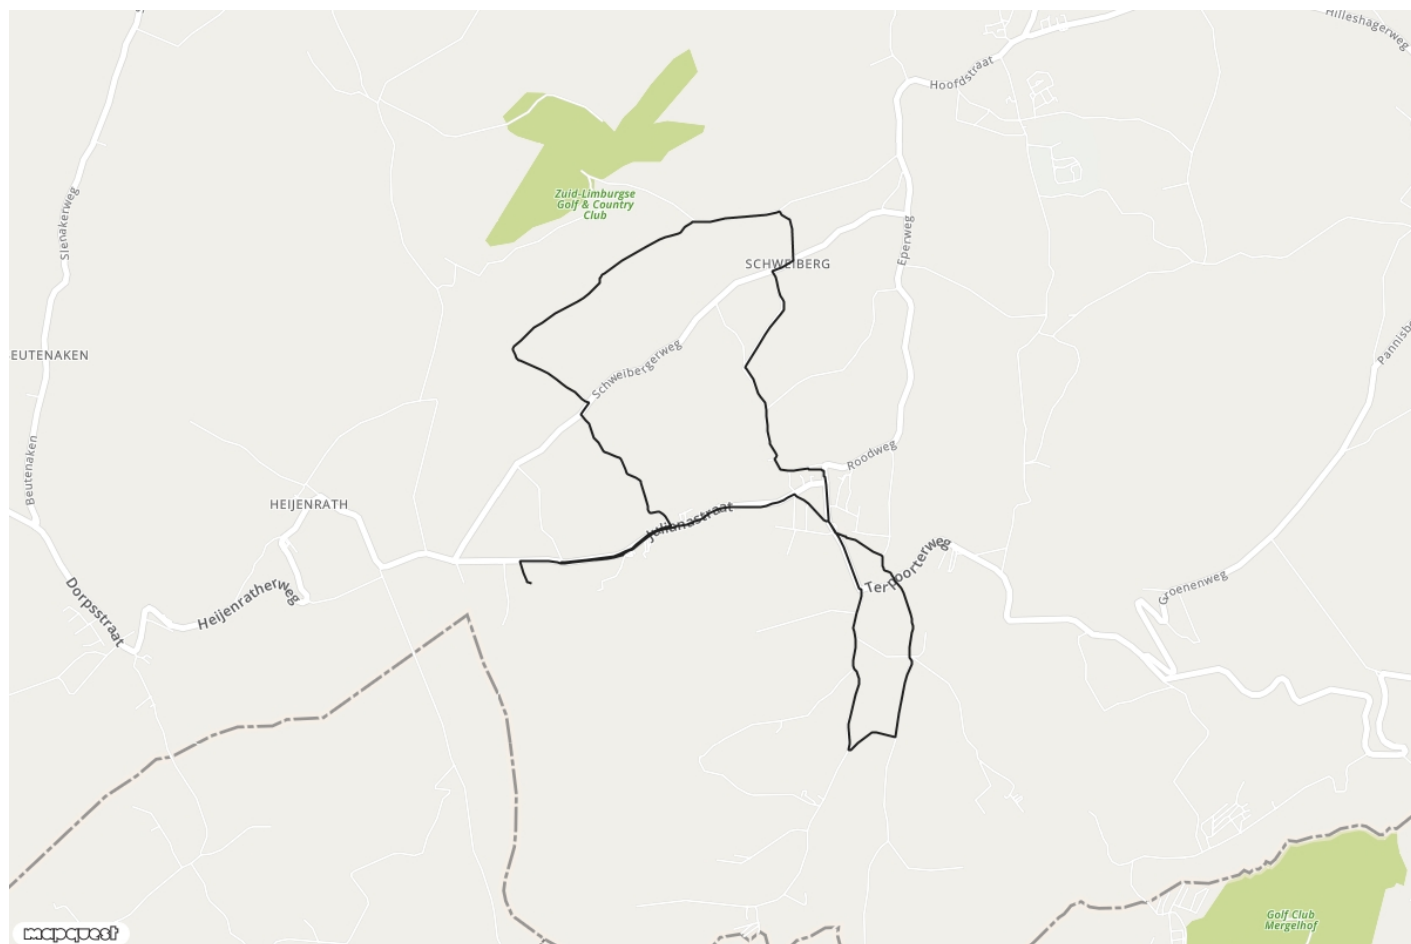 Hilleshagerweg
Hoofdstraat
Slenakerweg
Zuid-Limburgse
Golf & Country
Club
Eperweg
SCHWEIBERG
EUTENAKEN
Schweibergerweg
Pannisb
Beutenaken
Roodweg
HEIJENRATH
Julianastraat
Terpoorterweg
Groenenweg
Dorpsstraat
Heijenratherweg
Golf Club
Mergelhof
mapquest